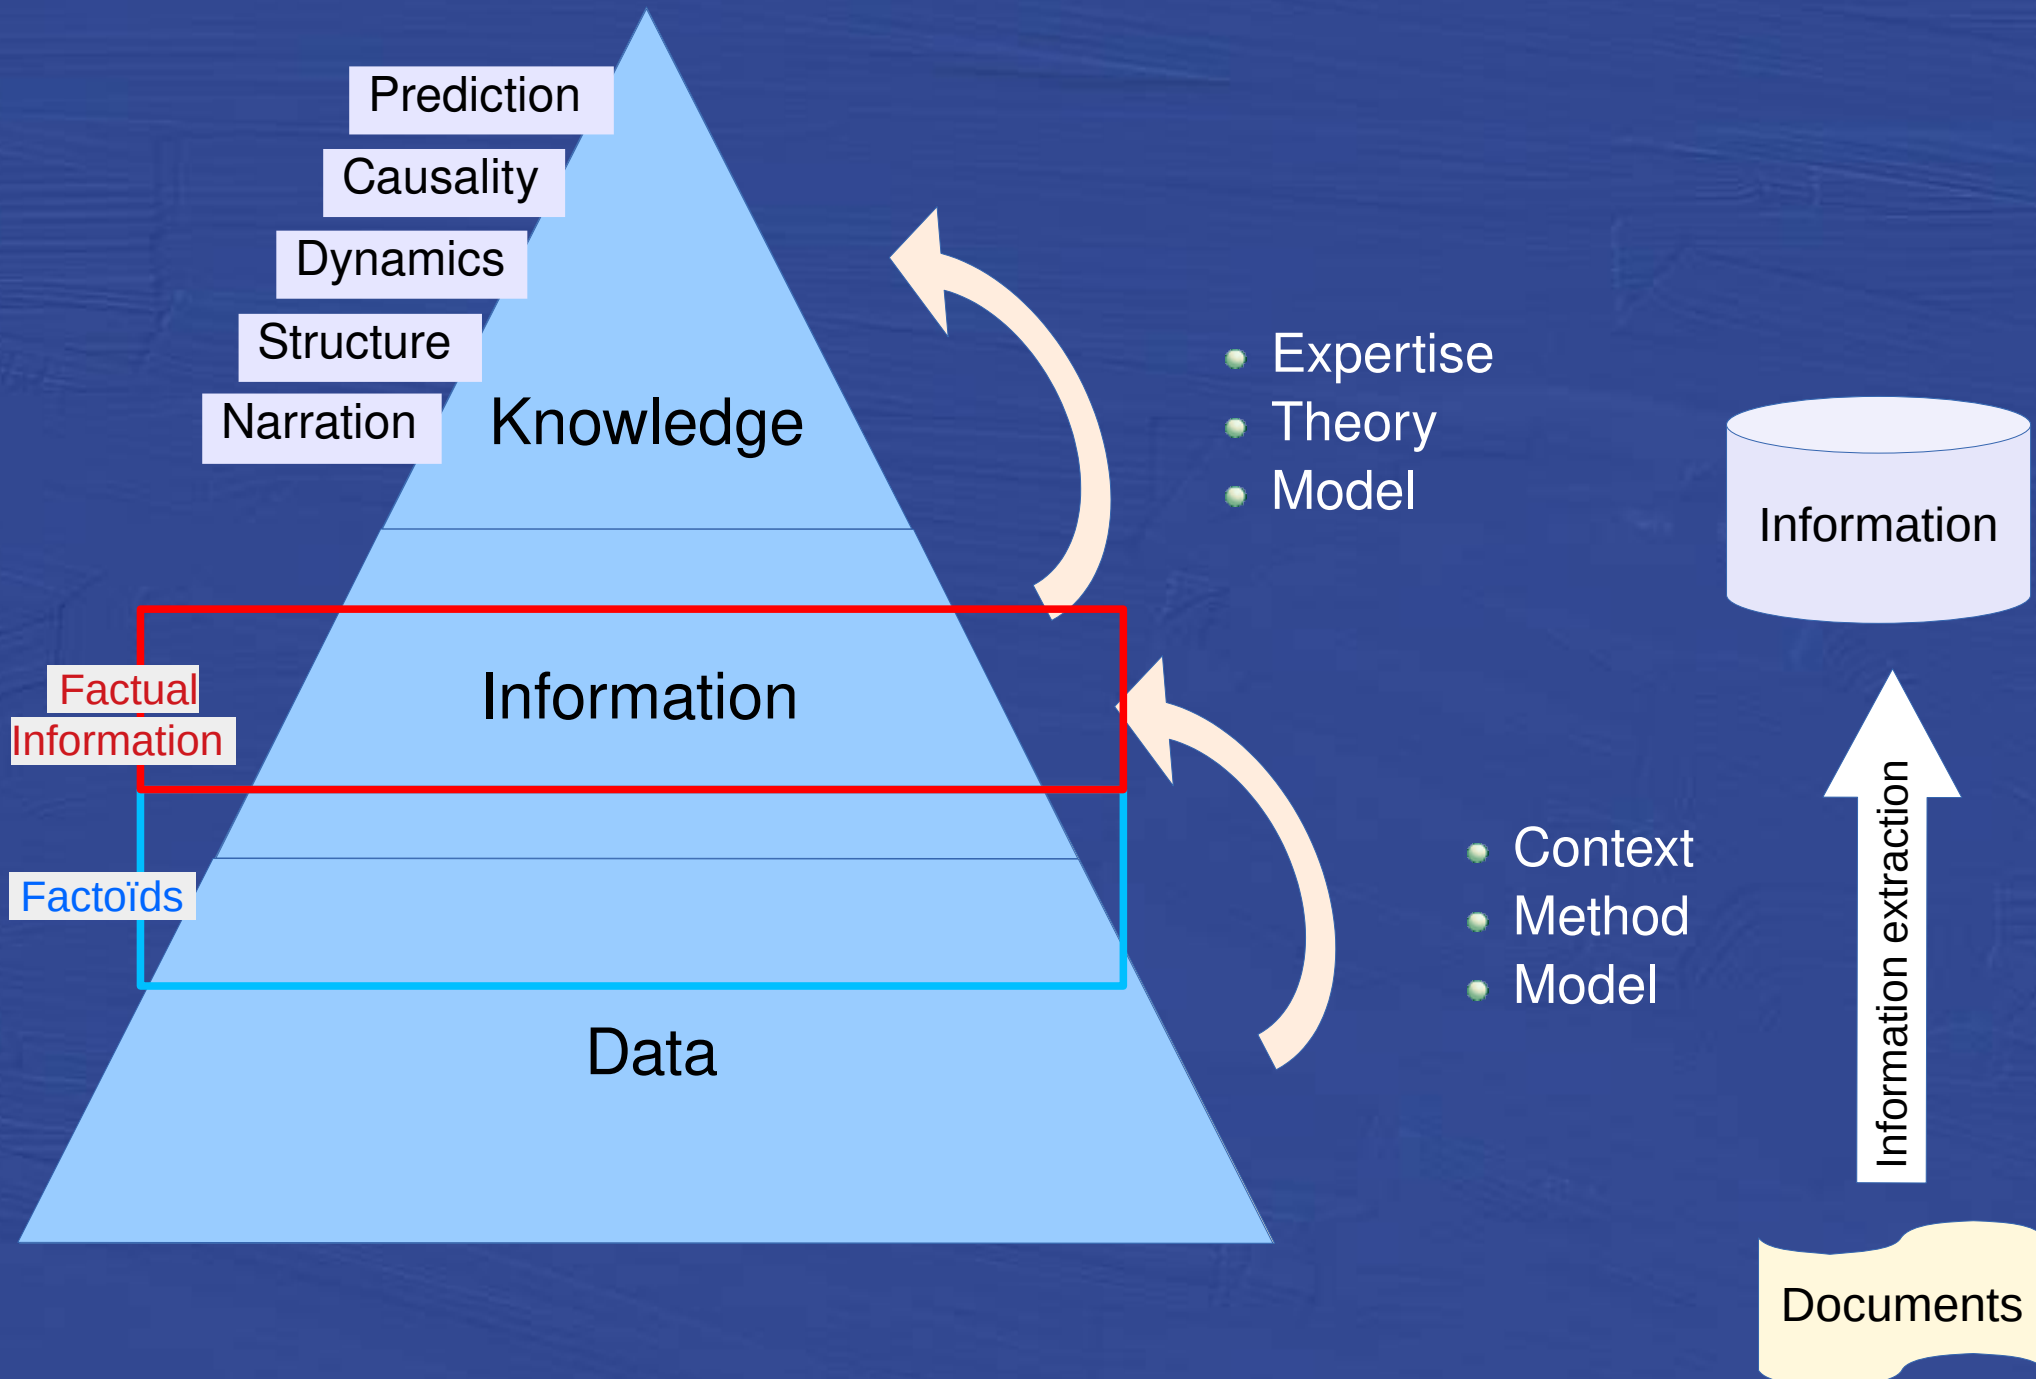 Prediction
Causality
Dynamics
Structure
Narration
Knowledge
Expertise
Theory
Model
Information
Factual
Information
Information
Factoïds
Context
Method
Model
Data
Information extraction
Documents